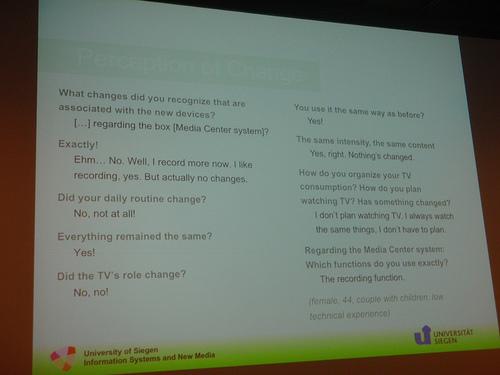 Perception of Change
What changes did you recognize that are
associated with the new devices?
[...] regarding the box [Media Center system]?
Exactly!
Ehm... No. Well, I record more now. I like
recording, yes. But actually no changes.
Did your daily routine change?
No, not at all!
Everything remained the same?
Yes!
Did the TV's role change?
No, no!
You use it the same way as before?
Yes!
The same intensity, the same content
Yes, right. Nothing's changed.
How do you organize your TV
consumption? How do you plan
watching TV? Has something changed?
I don't plan watching TV. I always watch
the same things, I don't have to plan.
Regarding the Media Center system:
Which functions do you use exactly?
The recording function.
(female, 44, couple with children, low
technical experience)
University of Siegen
Information Systems and New Media
UNIVERSITÄT
SIEGEN